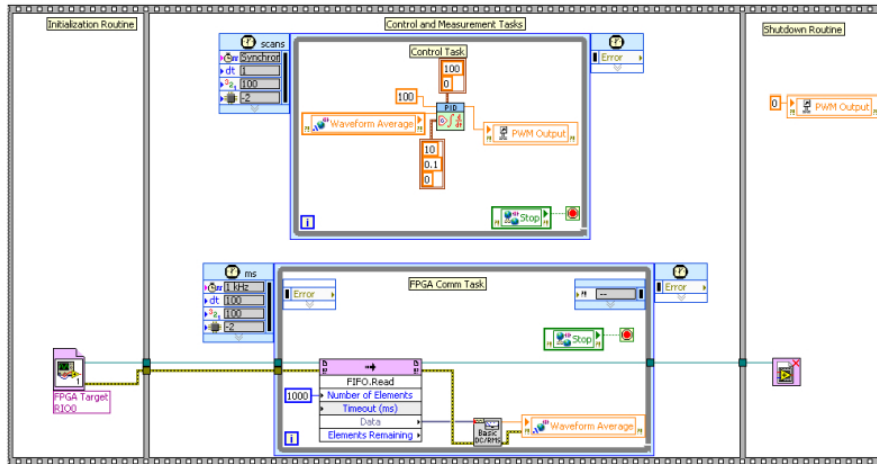 Initialization Routine
Control and Measurement Tasks
Shutdown Routine
scans
Synchror
dt
1
100
-2
Error
Control Task
100
0
100
PID
Waveform Average
PWM Output
10
0.1
0
Stop
i
0
PWM Output
ms
1 kHz
dt
100
100
-2
Error
FPGA Comm Task
--
Error
Stop
FPGA Target
RIO0
FIFO.Read
1000
Number of Elements
Timeout (ms)
Data
Elements Remaining
Basic
DC/RMS
Waveform Average
i